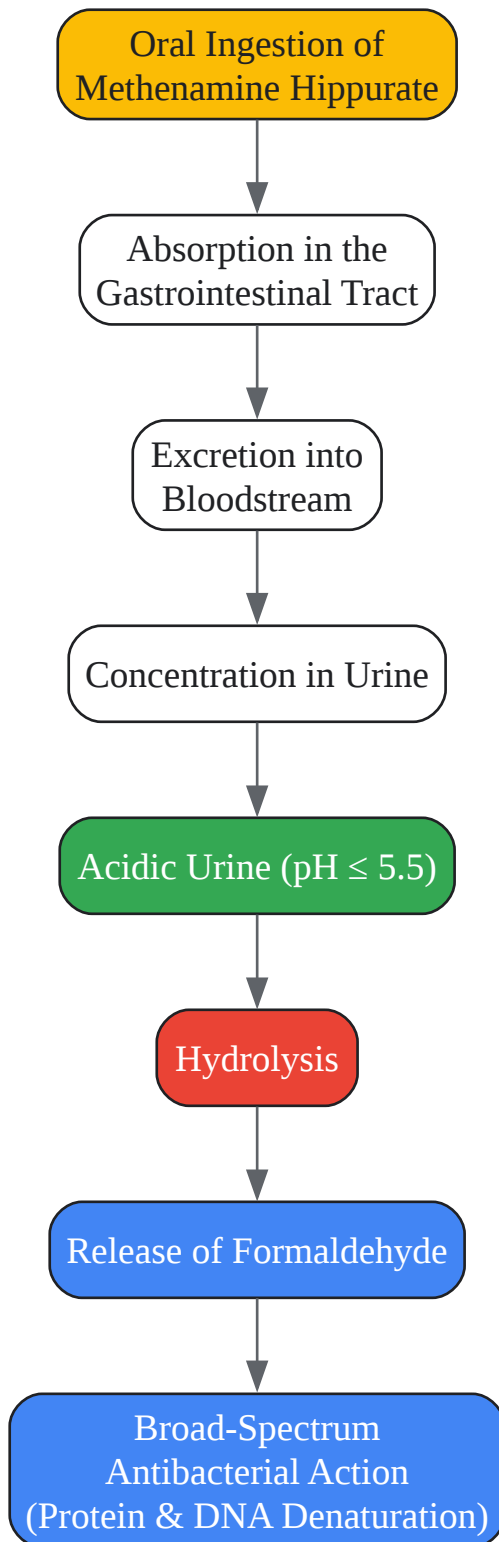 Oral Ingestion of
Methenamine Hippurate
Absorption in the
Gastrointestinal Tract
Excretion into
Bloodstream
Concentration in Urine
Acidic Urine (pH ≤ 5.5)
Hydrolysis
Release of Formaldehyde
Broad-Spectrum
Antibacterial Action
(Protein & DNA Denaturation)